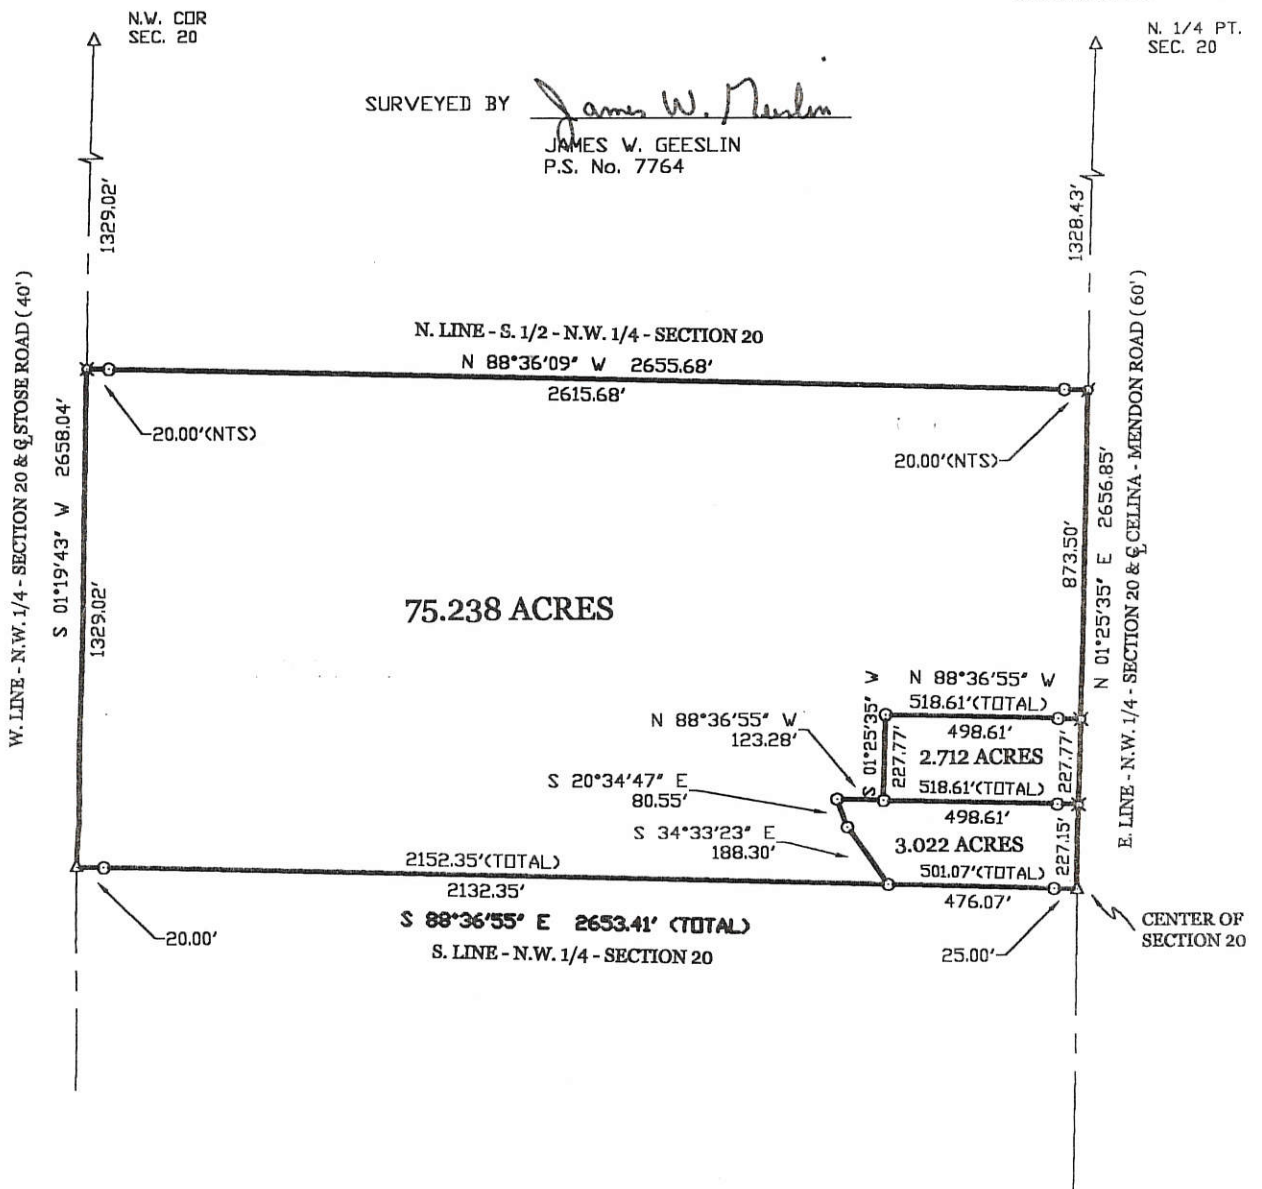 N.W. COR
SEC. 20
N. 1/4 PT.
SEC. 20
SURVEYED BY James W. Geeslin
JAMES W. GEESLIN
P.S. No. 7764
1329.02'
1328.43'
N. LINE - S. 1/2 - N.W. 1/4 - SECTION 20
N 88°36'09" W 2655.68'
2615.68'
20.00'(NTS)
20.00'(NTS)
W. LINE - N.W. 1/4 - SECTION 20 & ℄ STOSE ROAD ( 40' )
S 01°19'43" W 2658.04'
1329.02'
75.238 ACRES
873.50'
N 01°25'35" E 2656.85'
E. LINE - N.W. 1/4 - SECTION 20 & ℄ CELINA - MENDON ROAD ( 60' )
N 88°36'55" W
518.61'(TOTAL)
498.61'
S 01°25'35" W
227.77'
2.712 ACRES
227.77'
N 88°36'55" W
123.28'
518.61'(TOTAL)
498.61'
S 20°34'47" E
80.55'
S 34°33'23" E
188.30'
3.022 ACRES
227.15'
501.07'(TOTAL)
476.07'
2152.35'(TOTAL)
2132.35'
S 88°36'55" E 2653.41' (TOTAL)
S. LINE - N.W. 1/4 - SECTION 20
20.00'
25.00'
CENTER OF
SECTION 20